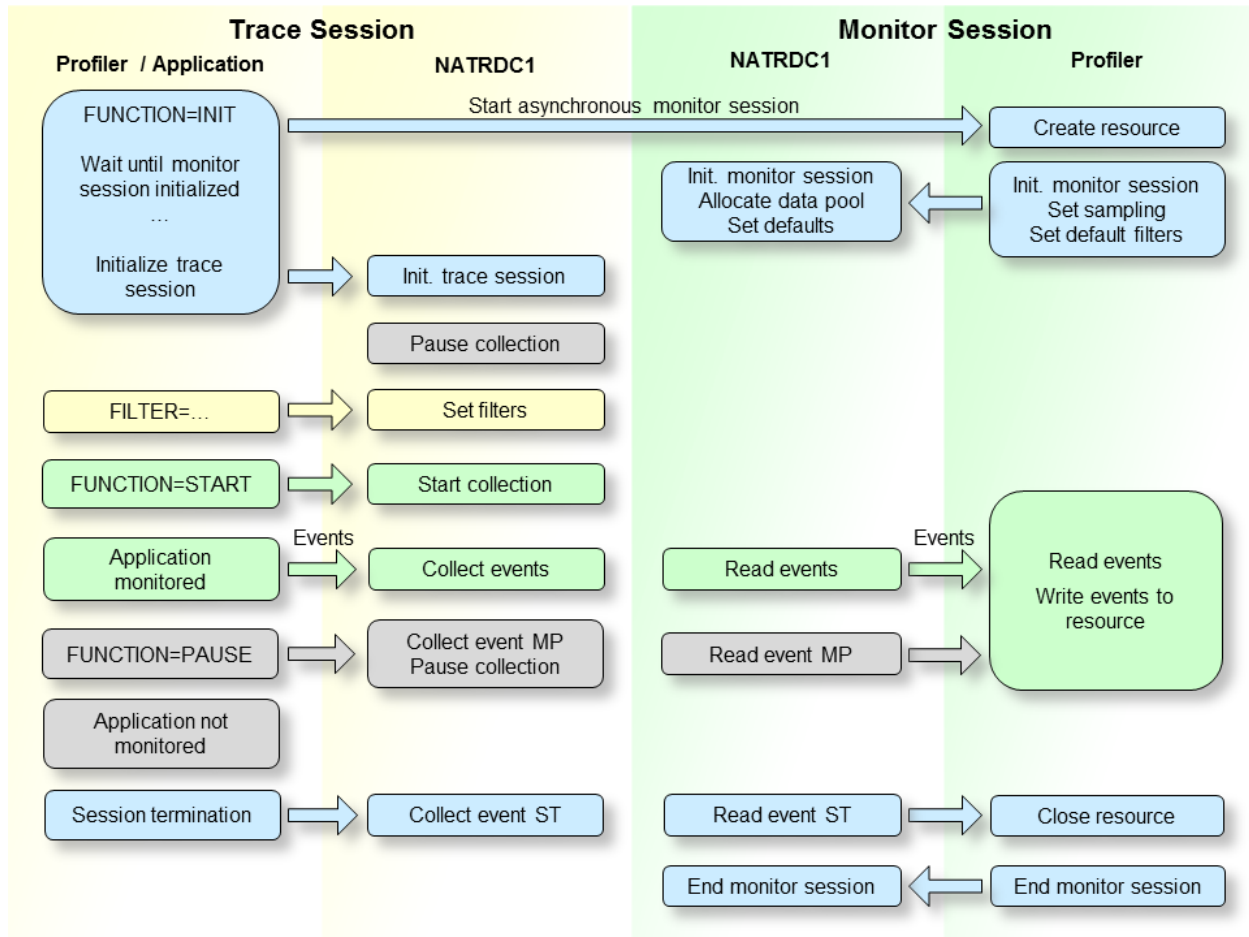 Trace Session
Monitor Session
Profiler / Application
NATRDC1
NATRDC1
Profiler
FUNCTION=INIT
Wait until monitor
session initialized
…
Initialize trace
session
Start asynchronous monitor session
Create resource
Init. monitor session
Allocate data pool
Set defaults
Init. monitor session
Set sampling
Set default filters
Init. trace session
Pause collection
FILTER=…
Set filters
FUNCTION=START
Start collection
Application
monitored
Events
Collect events
Read events
Events
Read events
Write events to
resource
FUNCTION=PAUSE
Collect event MP
Pause collection
Read event MP
Application not
monitored
Session termination
Collect event ST
Read event ST
Close resource
End monitor session
End monitor session